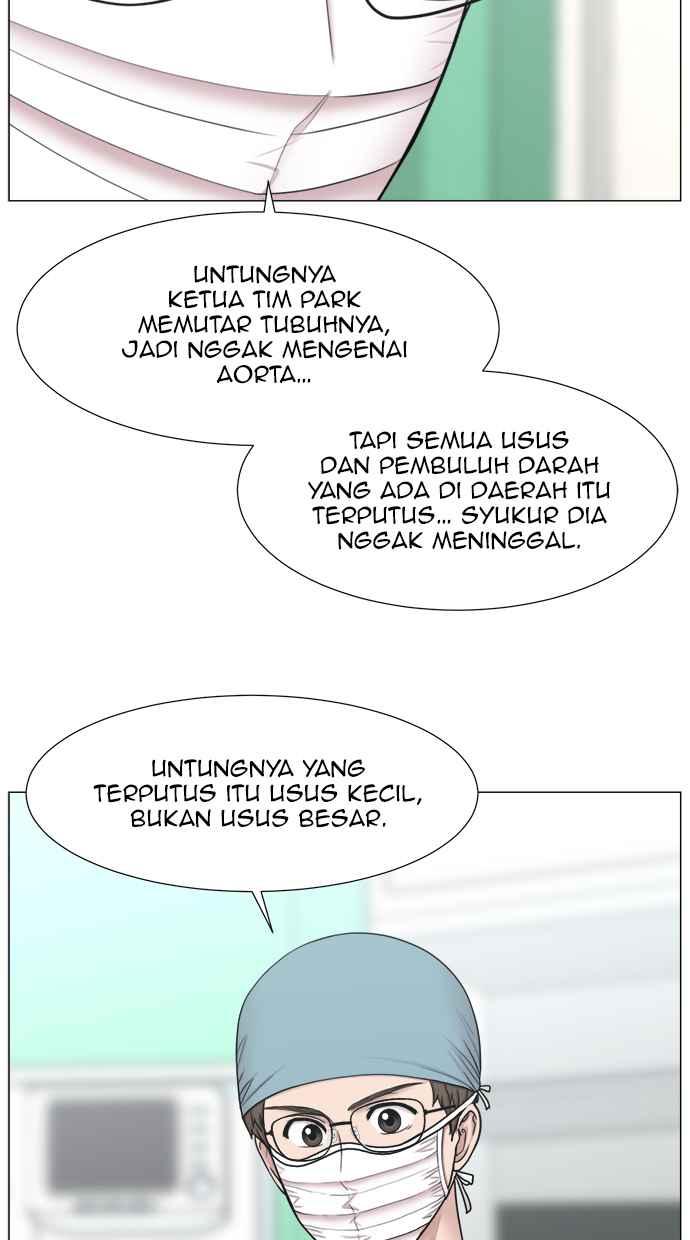 UNTUNGNYA
KETUA TIM PARK
MEMUTAR TUBUHNYA,
JADI NGGAK MENGENAI
AORTA...
TAPI SEMUA USUS
DAN PEMBULUH DARAH
YANG ADA DI DAERAH ITU
TERPUTUS... SYUKUR DIA
NGGAK MENINGGAL.
UNTUNGNYA YANG
TERPUTUS ITU USUS KECIL,
BUKAN USUS BESAR.